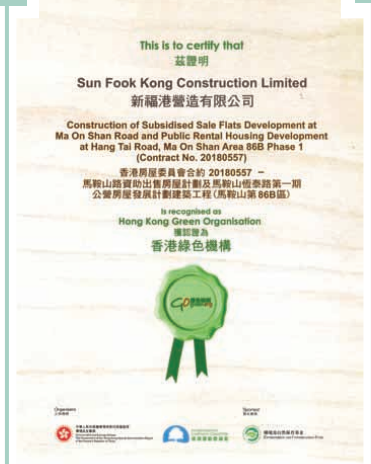 This is to certify that
茲證明
Sun Fook Kong Construction Limited
新福港營造有限公司
Construction of Subsidised Sale Flats Development at
Ma On Shan Road and Public Rental Housing Development
at Hang Tai Road, Ma On Shan Area 86B Phase 1
(Contract No. 20180557)
香港房屋委員會合約 20180557 –
馬鞍山路資助出售房屋計劃及馬鞍山恆泰路第一期
公營房屋發展計劃建築工程(馬鞍山第 86B區)
is recognised as
Hong Kong Green Organisation
獲認證為
香港綠色機構